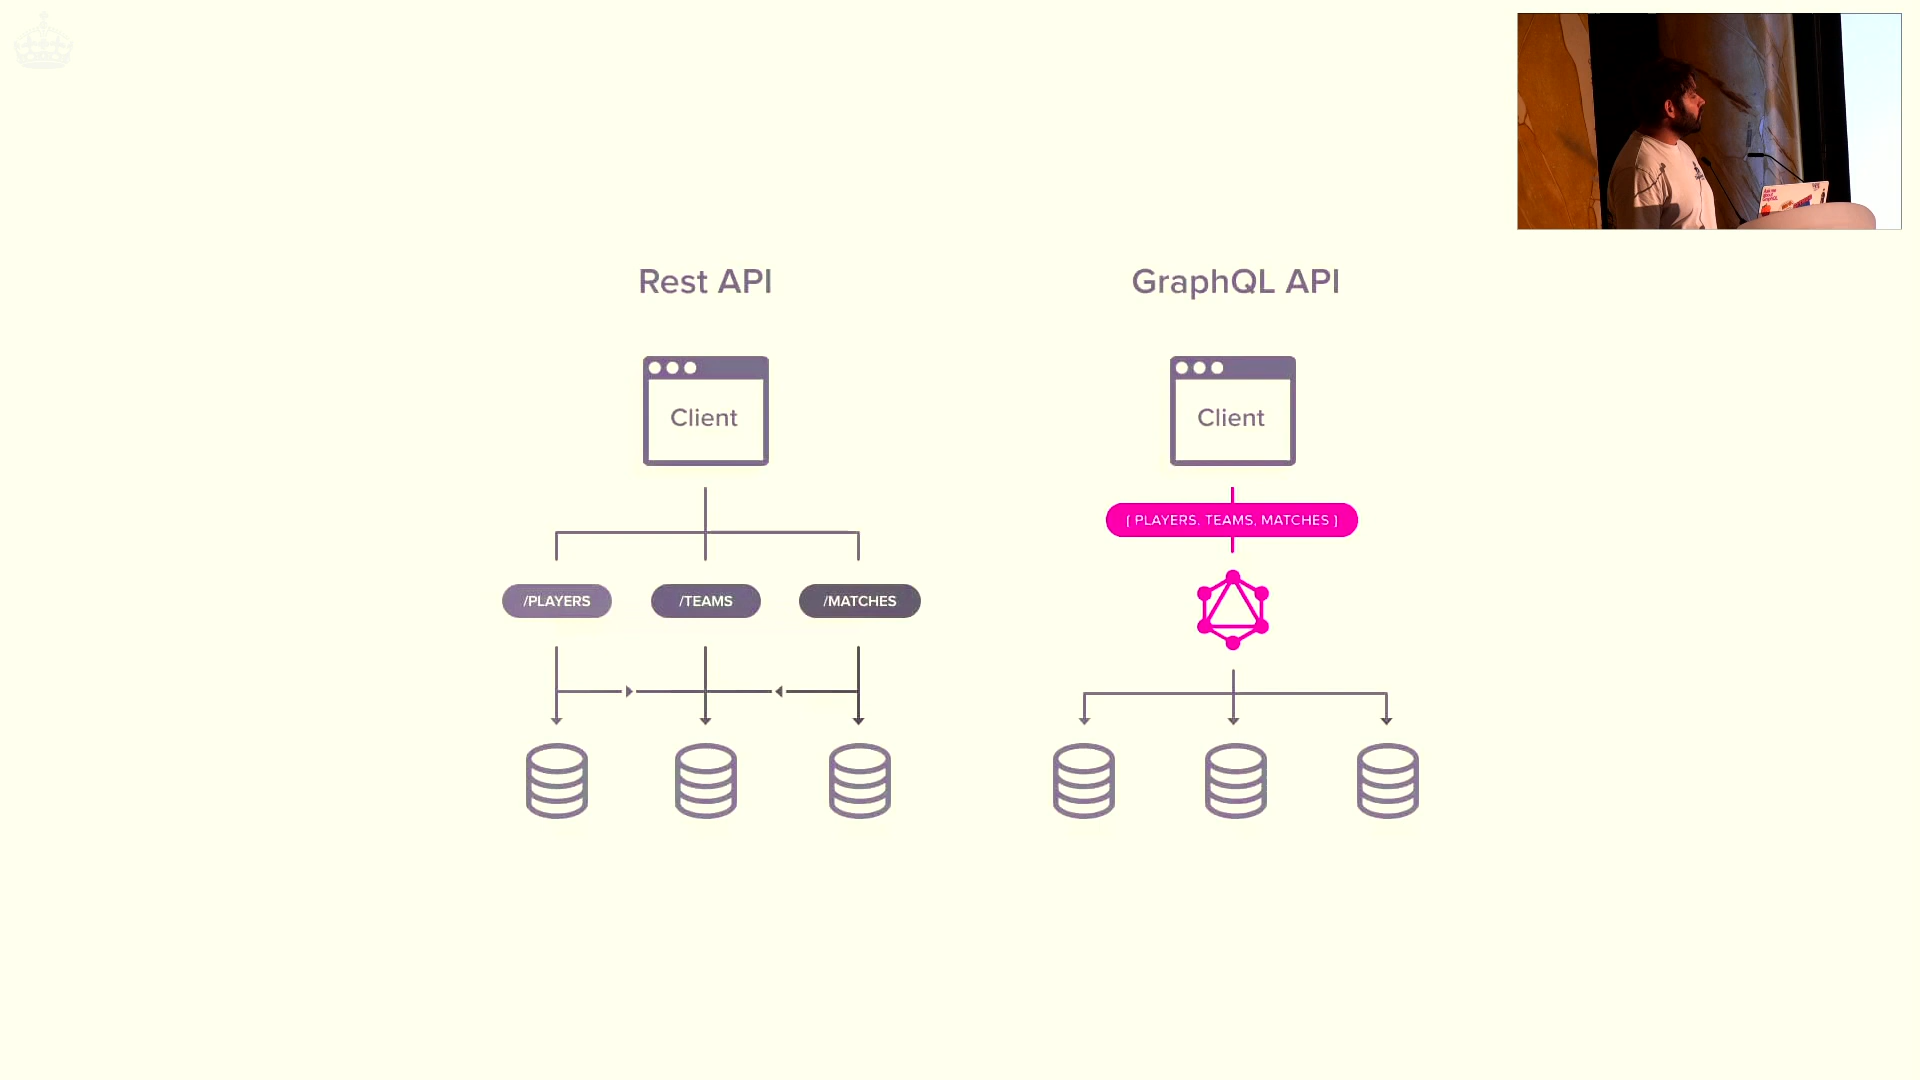 Rest API
GraphQL API
Client
Client
[ PLAYERS. TEAMS, MATCHES ]
/PLAYERS
/TEAMS
/MATCHES